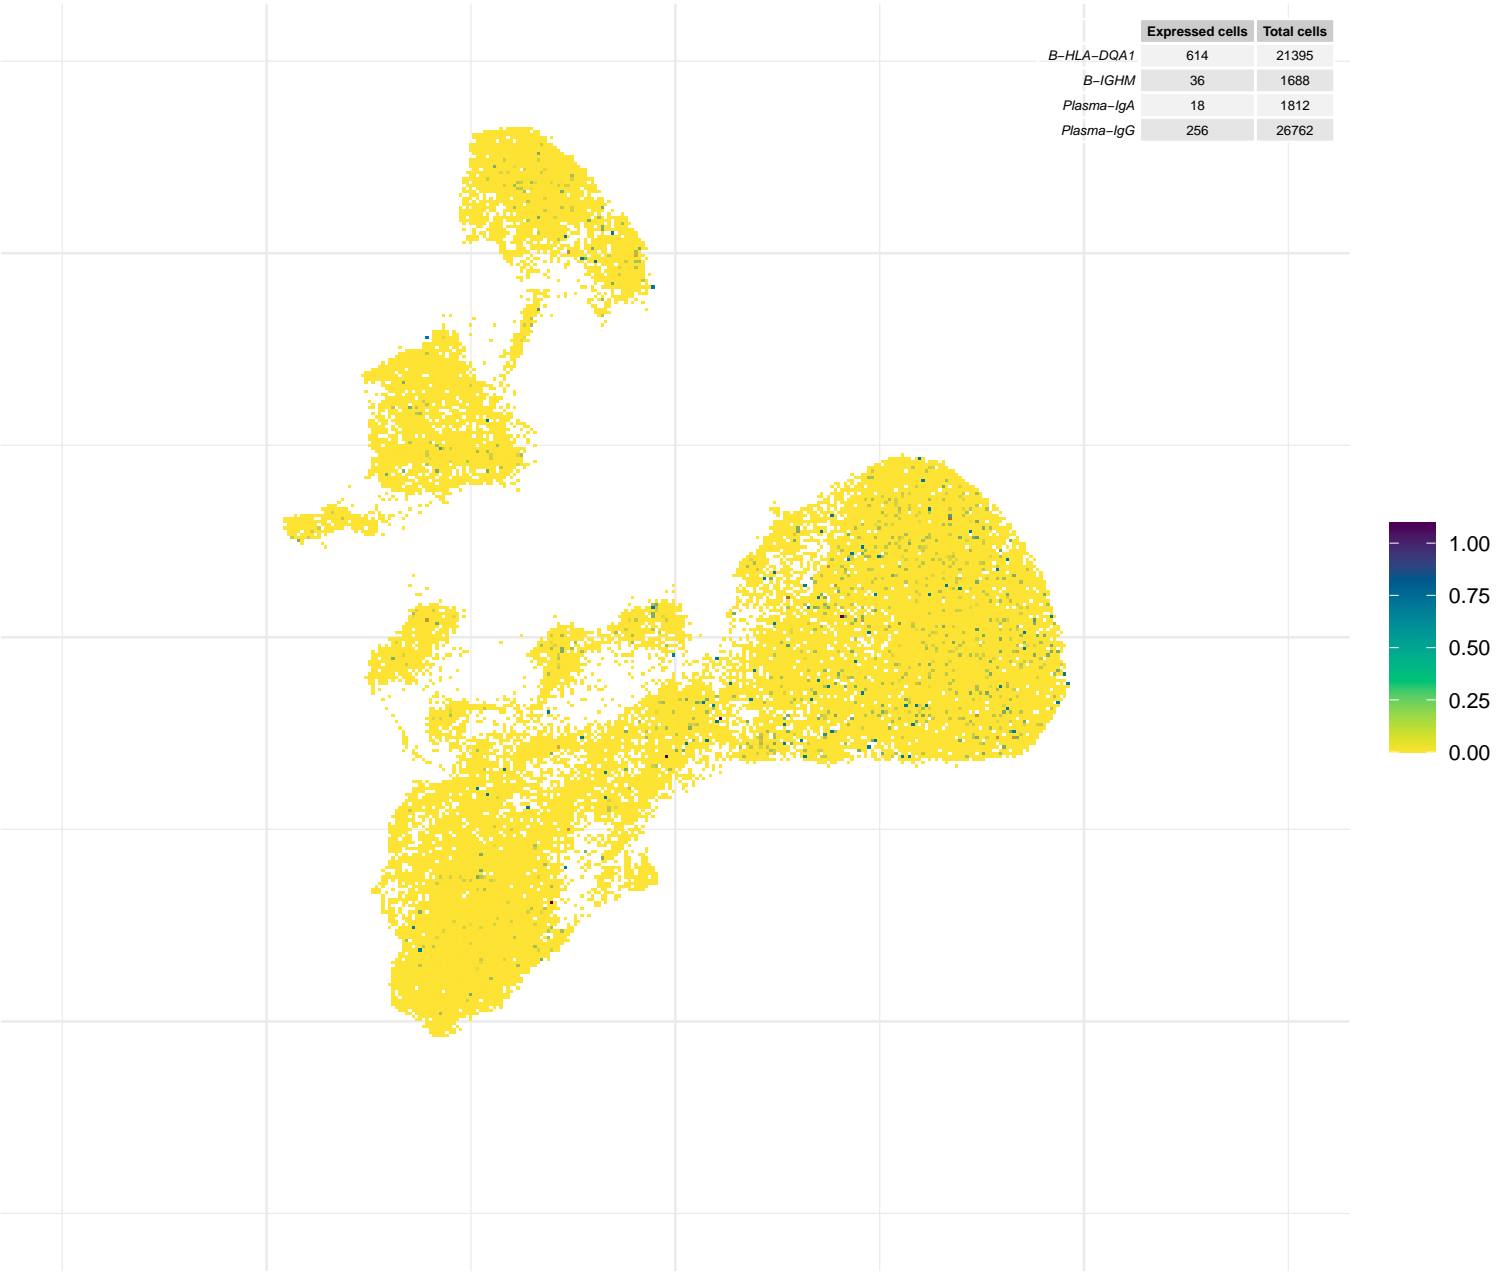 Expressed cells Total cells
B−HLA−DQA1 614 21395
B−IGHM 36 1688
Plasma−IgA 18 1812
Plasma−IgG 256 26762
1.00
0.75
0.50
0.25
0.00